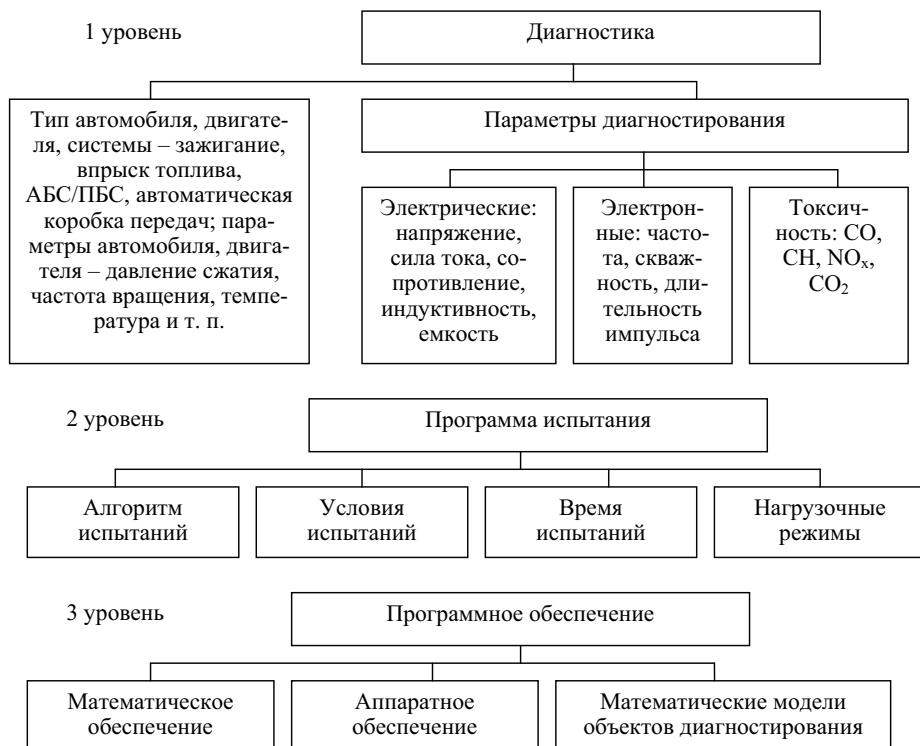 1 уровень
Диагностика
Тип автомобиля, двигате-
ля, системы – зажигание,
впрыск топлива,
АБС/ПБС, автоматическая
коробка передач; пара-
метры автомобиля, двига-
теля – давление сжатия,
частота вращения, темпе-
ратура и т. п.
Параметры диагностирования
Электрические:
напряжение,
сила тока, со-
противление,
индуктивность,
емкость
Электрон-
ные: часто-
та, скваж-
ность, дли-
тельность
импульса
Токсич-
ность: CO,
CH, NOₓ,
CO₂
2 уровень
Программа испытания
Алгоритм
испытаний
Условия
испытаний
Время
испытаний
Нагрузочные
режимы
3 уровень
Программное обеспечение
Математическое
обеспечение
Аппаратное
обеспечение
Математические модели
объектов диагностирования